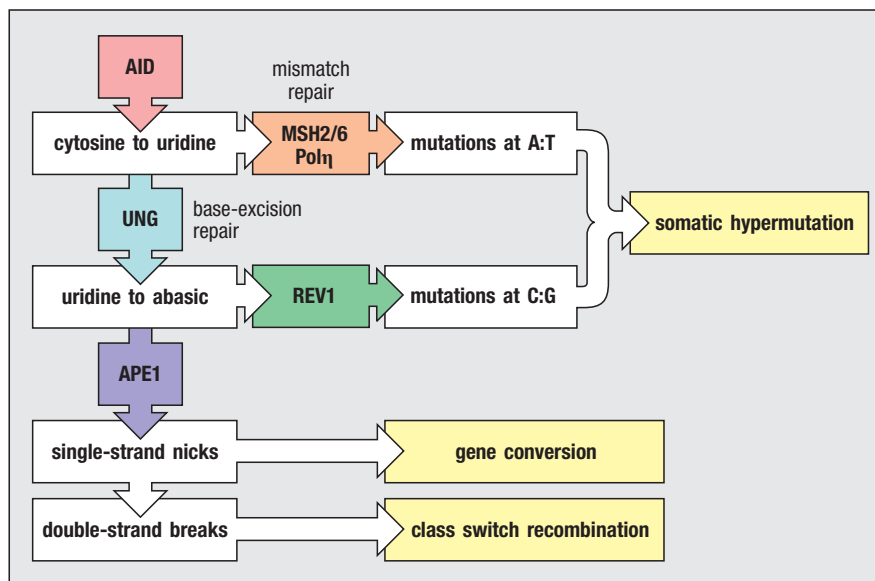 AID
mismatch
repair
cytosine to uridine
MSH2/6
Polη
mutations at A:T
UNG
base-excision
repair
somatic hypermutation
uridine to abasic
REV1
mutations at C:G
APE1
single-strand nicks
gene conversion
double-strand breaks
class switch recombination